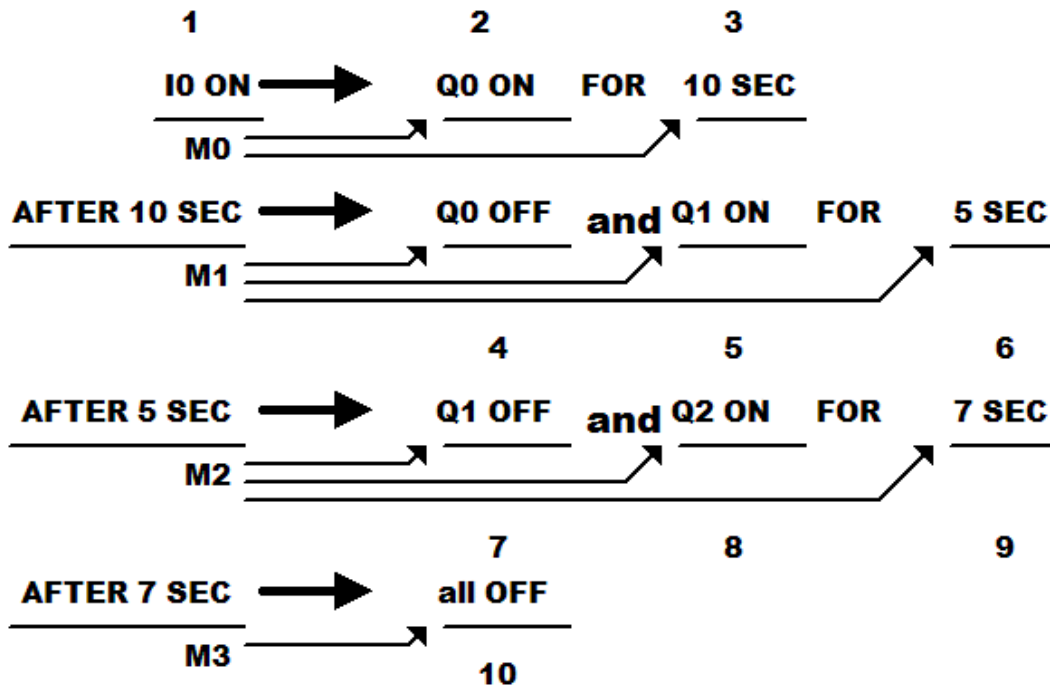 1 2 3
I0 ON Q0 ON FOR 10 SEC
M0
AFTER 10 SEC Q0 OFF and Q1 ON FOR 5 SEC
M1
4 5 6
AFTER 5 SEC Q1 OFF and Q2 ON FOR 7 SEC
M2
7 8 9
AFTER 7 SEC all OFF
M3
10